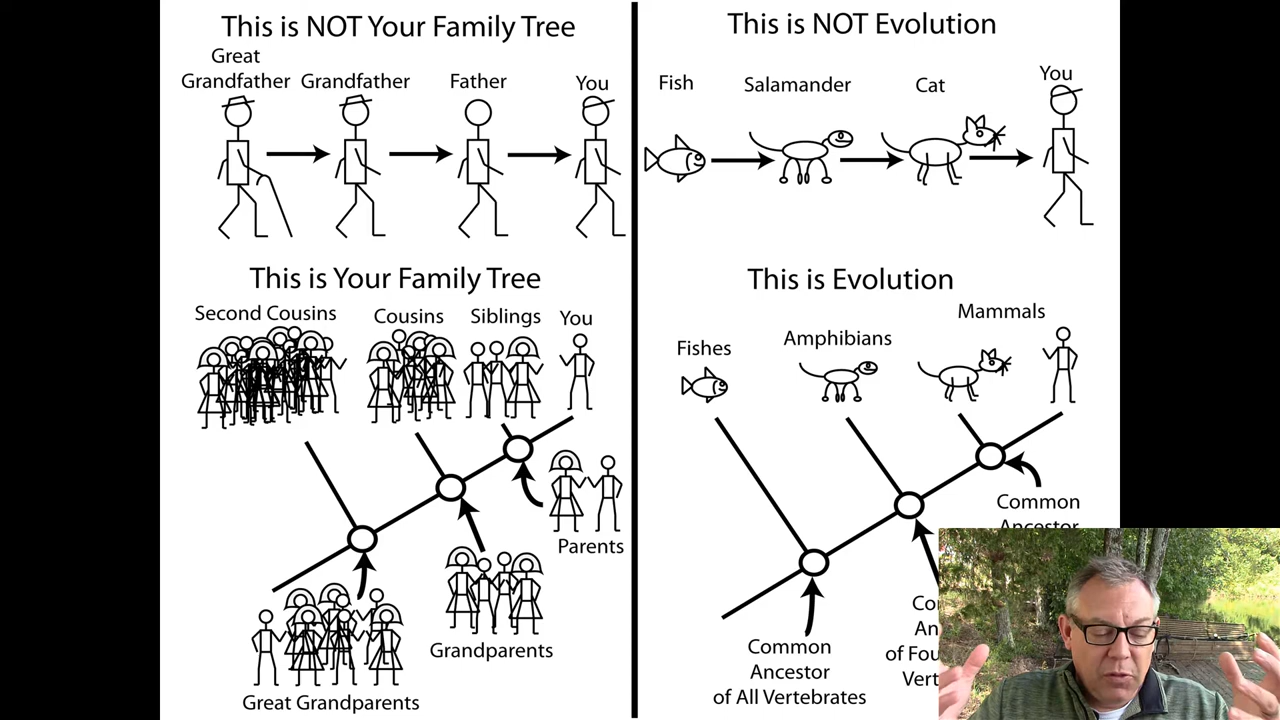 This is NOT Your Family Tree
Great
Grandfather
Grandfather
Father
You
This is NOT Evolution
Fish
Salamander
Cat
You
This is Your Family Tree
Second Cousins
Cousins
Siblings
You
Parents
Grandparents
Great Grandparents
This is Evolution
Fishes
Amphibians
Mammals
Common
Ancestor
Common
Ancestor
of All Vertebrates